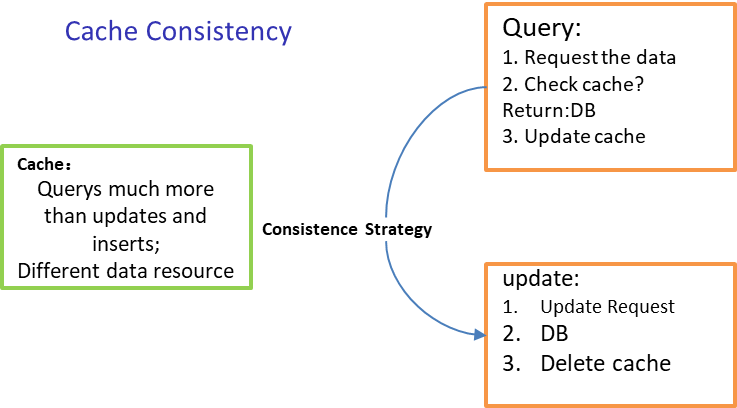 Cache Consistency
Query:
1. Request the data
2. Check cache?
Return:DB
3. Update cache
Cache：
Querys much more
than updates and
inserts;
Different data resource
Consistence Strategy
update:
1. Update Request
2. DB
3. Delete cache